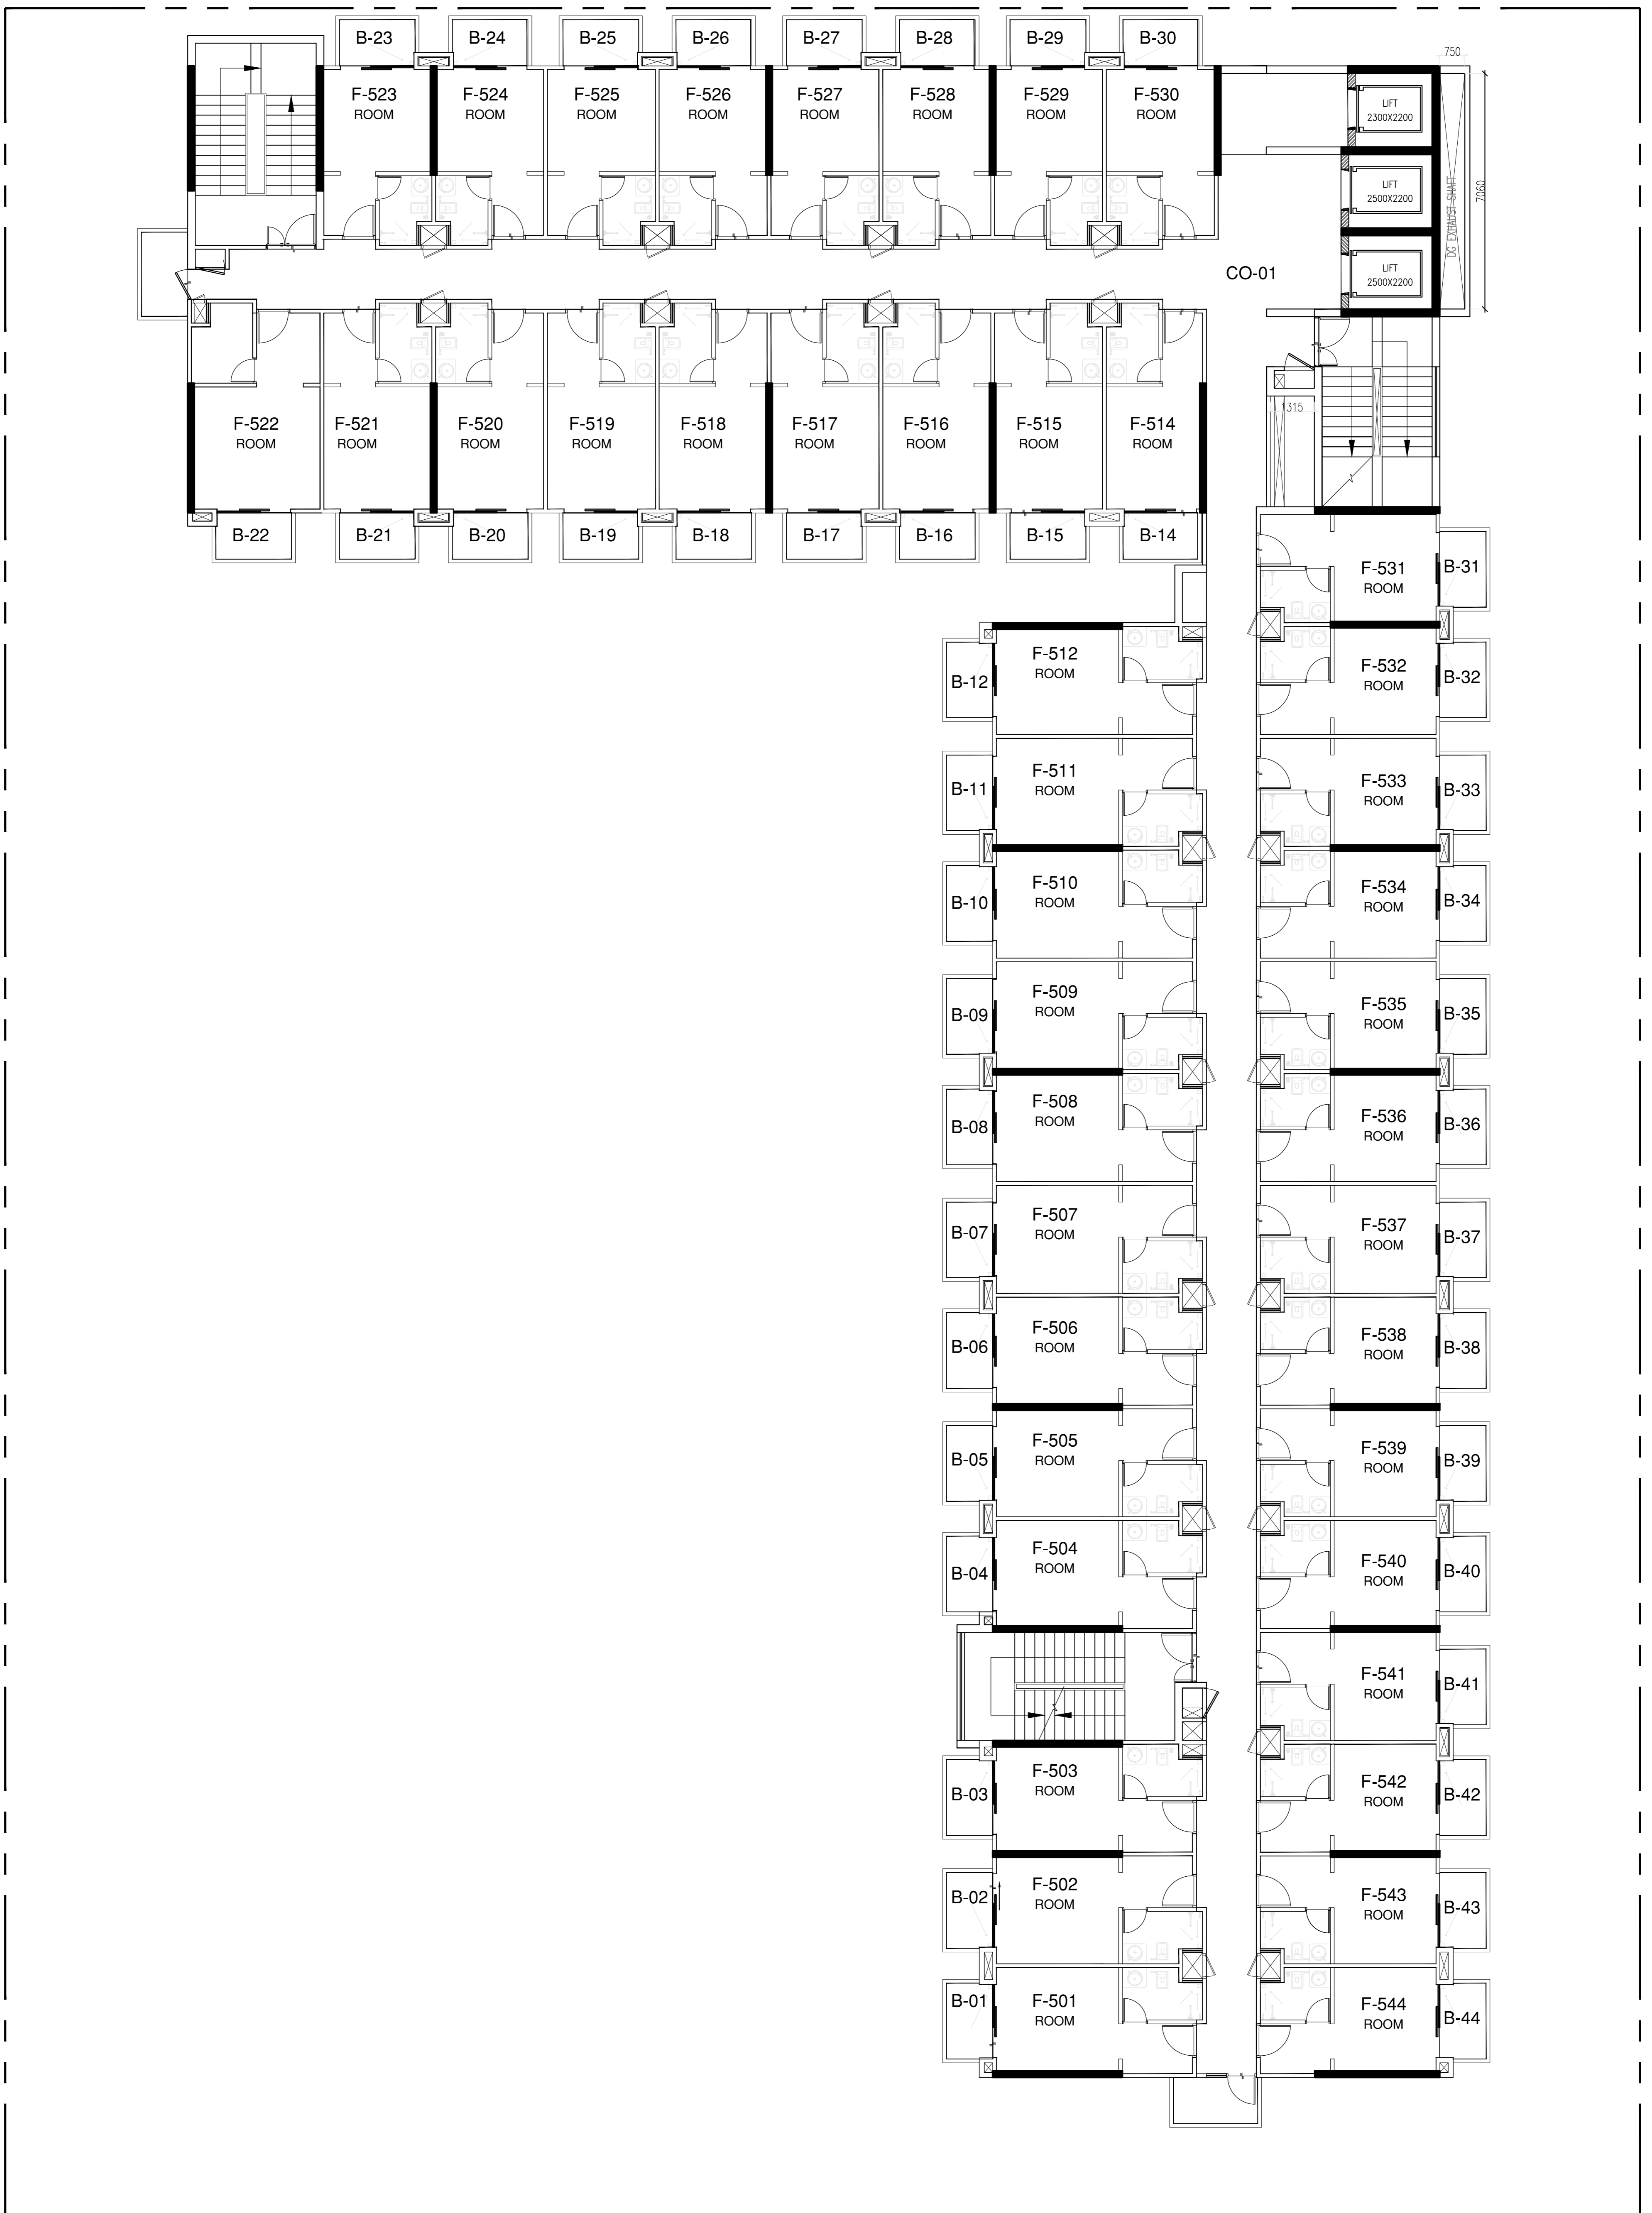 B-23
B-24
B-25
B-26
B-27
B-28
B-29
B-30
750
F-523
ROOM
F-524
ROOM
F-525
ROOM
F-526
ROOM
F-527
ROOM
F-528
ROOM
F-529
ROOM
F-530
ROOM
LIFT
2300X2200
LIFT
2500X2200
LIFT
2500X2200
DG EXHAUST SHAFT
7060
CO-01
1315
F-522
ROOM
F-521
ROOM
F-520
ROOM
F-519
ROOM
F-518
ROOM
F-517
ROOM
F-516
ROOM
F-515
ROOM
F-514
ROOM
B-22
B-21
B-20
B-19
B-18
B-17
B-16
B-15
B-14
F-531
ROOM
B-31
B-12
F-512
ROOM
F-532
ROOM
B-32
B-11
F-511
ROOM
F-533
ROOM
B-33
B-10
F-510
ROOM
F-534
ROOM
B-34
B-09
F-509
ROOM
F-535
ROOM
B-35
B-08
F-508
ROOM
F-536
ROOM
B-36
B-07
F-507
ROOM
F-537
ROOM
B-37
B-06
F-506
ROOM
F-538
ROOM
B-38
B-05
F-505
ROOM
F-539
ROOM
B-39
B-04
F-504
ROOM
F-540
ROOM
B-40
F-541
ROOM
B-41
B-03
F-503
ROOM
F-542
ROOM
B-42
B-02
F-502
ROOM
F-543
ROOM
B-43
B-01
F-501
ROOM
F-544
ROOM
B-44